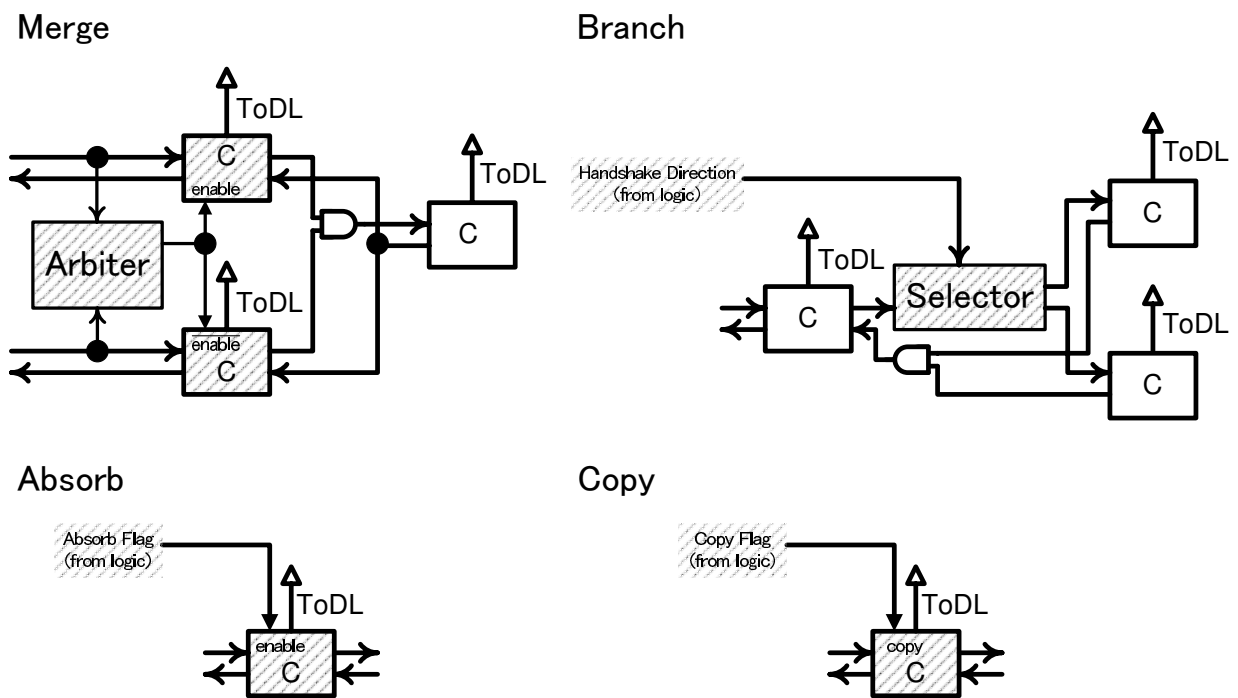 Merge
ToDL
C
enable
Arbiter
ToDL
enable
C
ToDL
C
Branch
Handshake Direction
(from logic)
ToDL
C
Selector
ToDL
C
ToDL
C
Absorb
Absorb Flag
(from logic)
ToDL
enable
C
Copy
Copy Flag
(from logic)
ToDL
copy
C